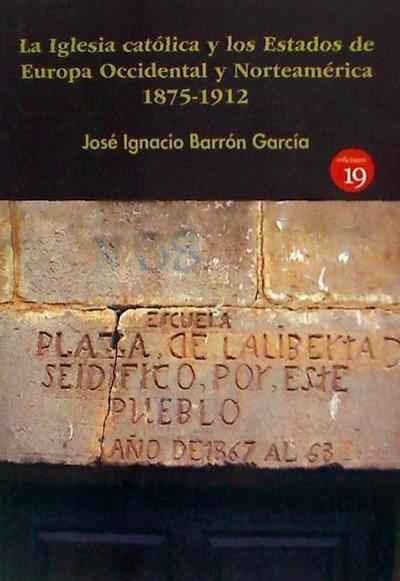 La Iglesia católica y los Estados de
Europa Occidental y Norteamérica
1875-1912
José Ignacio Barrón García
ediciones
19
X 58
ESCUELA
PLAZA, DE LALIBERTAD
SEIDIFICO, POR, ESTE
PUEBLO
AÑO DE 1867 AL 68